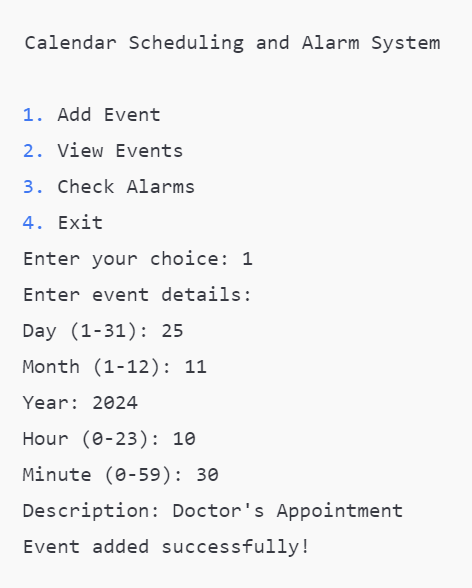 Calendar Scheduling and Alarm System
1. Add Event
2. View Events
3. Check Alarms
4. Exit
Enter your choice: 1
Enter event details:
Day (1-31): 25
Month (1-12): 11
Year: 2024
Hour (0-23): 10
Minute (0-59): 30
Description: Doctor's Appointment
Event added successfully!